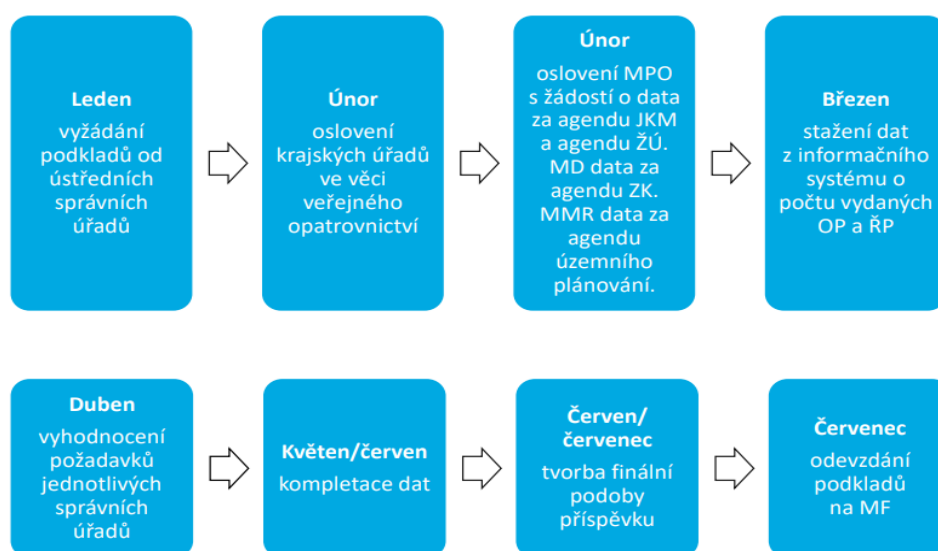 Leden
vyžádání
podkladů od
ústředních
správních
úřadů
Únor
oslovení
krajských úřadů
ve věci
veřejného
opatrovnictví
Únor
oslovení MPO
s žádostí o data
za agendu JKM
a agendu ŽÚ.
MD data za
agendu ZK.
MMR data za
agendu
územního
plánování.
Březen
stažení dat
z informačního
systému o
počtu vydaných
OP a ŘP
Duben
vyhodnocení
požadavků
jednotlivých
správních
úřadů
Květen/červen
kompletace dat
Červen/
červenec
tvorba finální
podoby
příspěvku
Červenec
odevzdání
podkladů
na MF